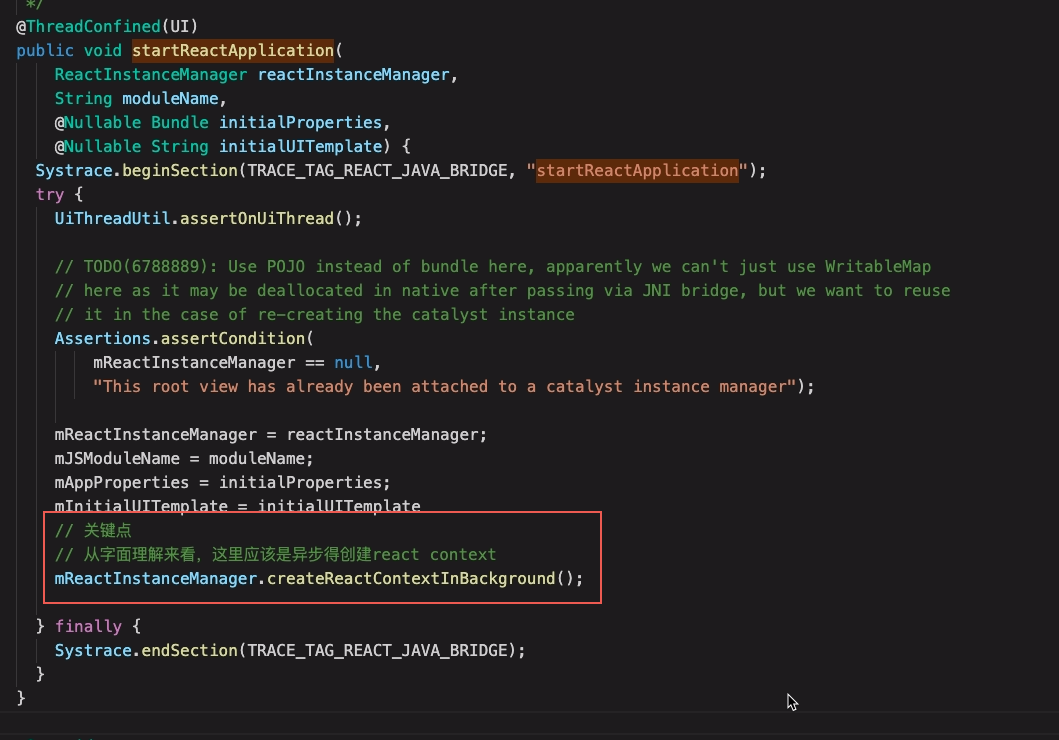 */
@ThreadConfined(UI)
public void startReactApplication(
ReactInstanceManager reactInstanceManager,
String moduleName,
@Nullable Bundle initialProperties,
@Nullable String initialUITemplate) {
Systrace.beginSection(TRACE_TAG_REACT_JAVA_BRIDGE, "startReactApplication");
try {
UiThreadUtil.assertOnUiThread();
// TODO(6788889): Use POJO instead of bundle here, apparently we can't just use WritableMap
// here as it may be deallocated in native after passing via JNI bridge, but we want to reuse
// it in the case of re-creating the catalyst instance
Assertions.assertCondition(
mReactInstanceManager == null,
"This root view has already been attached to a catalyst instance manager");
mReactInstanceManager = reactInstanceManager;
mJSModuleName = moduleName;
mAppProperties = initialProperties;
mInitialUITemplate = initialUITemplate
// 关键点
// 从字面理解来看，这里应该是异步得创建react context
mReactInstanceManager.createReactContextInBackground();
} finally {
Systrace.endSection(TRACE_TAG_REACT_JAVA_BRIDGE);
}
}